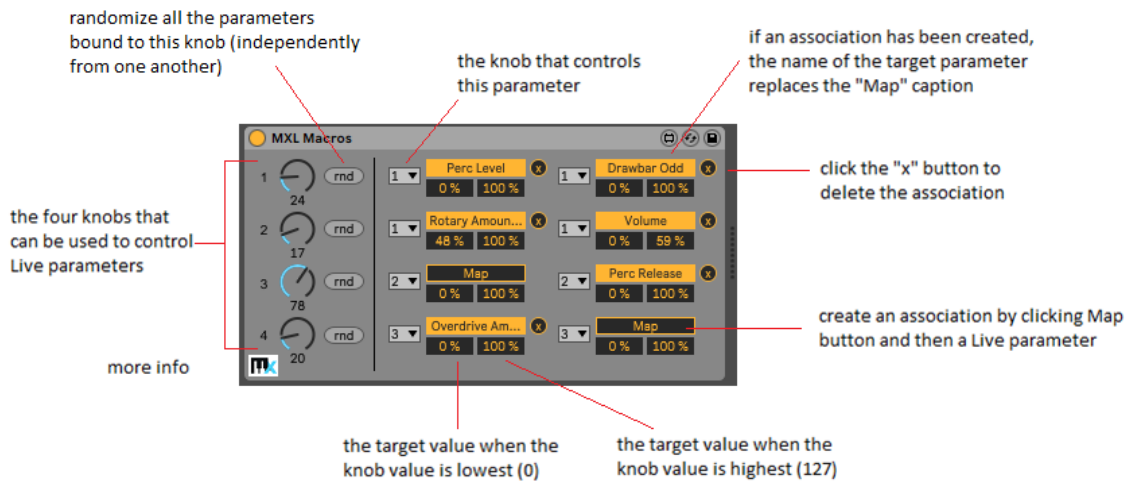 randomize all the parameters
bound to this knob (independently
from one another)
the knob that controls
this parameter
if an association has been created,
the name of the target parameter
replaces the "Map" caption
MXL Macros
1
24
rnd
1
Perc Level
x
0 %
100 %
1
Drawbar Odd
x
0 %
100 %
click the "x" button to
delete the association
the four knobs that
can be used to control
Live parameters
2
17
rnd
1
Rotary Amoun...
x
48 %
100 %
1
Volume
x
0 %
59 %
3
78
rnd
2
Map
0 %
100 %
2
Perc Release
x
0 %
100 %
4
20
rnd
3
Overdrive Am...
x
0 %
100 %
3
Map
0 %
100 %
create an association by clicking Map
button and then a Live parameter
more info
MX
the target value when the
knob value is lowest (0)
the target value when the
knob value is highest (127)